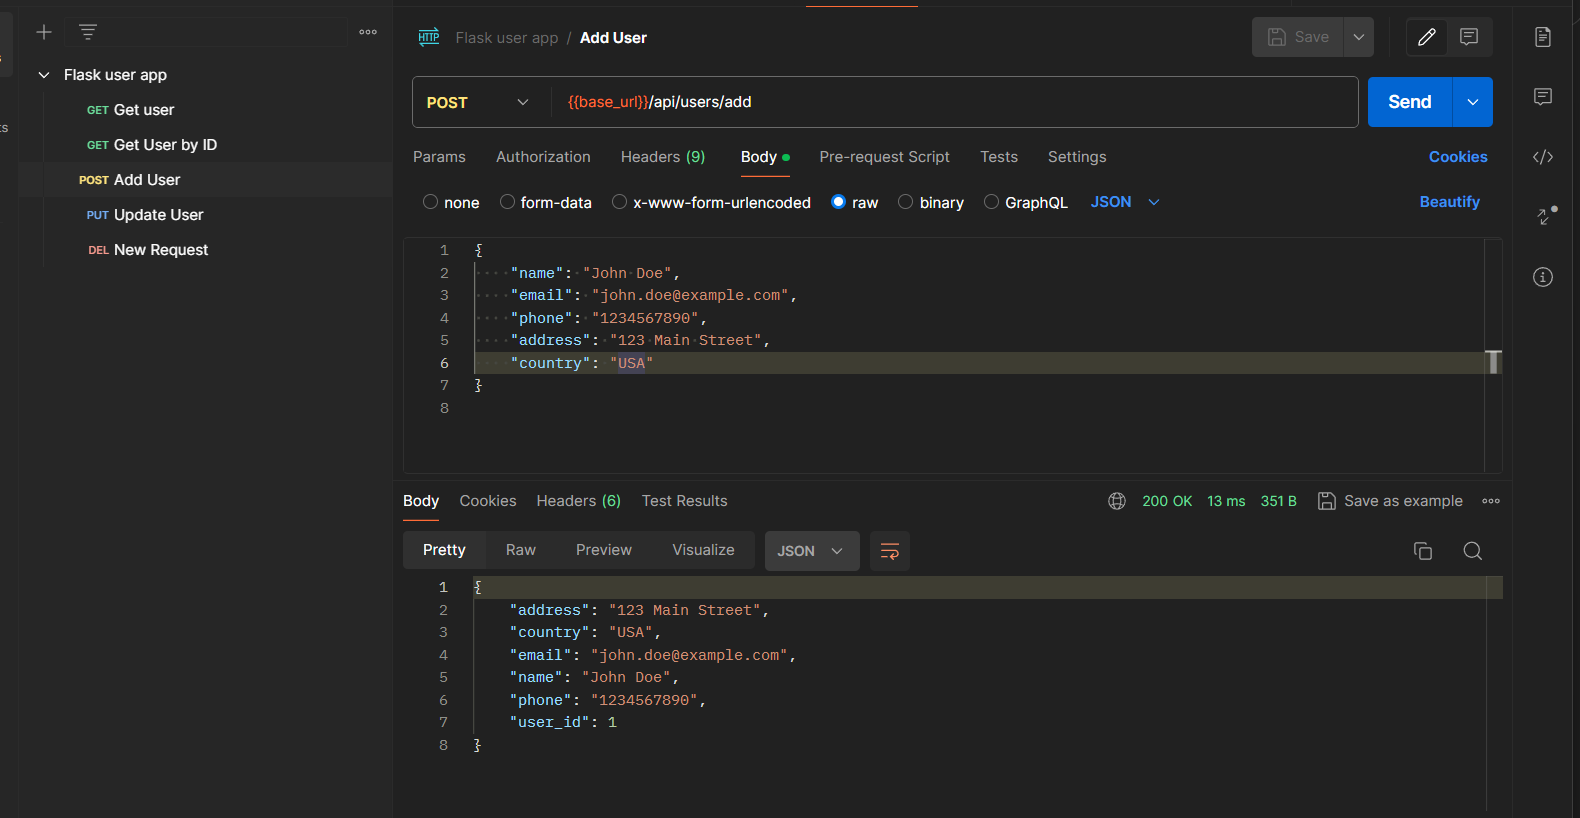 Flask user app
GET Get user
GET Get User by ID
POST Add User
PUT Update User
DEL New Request
ts
HTTP Flask user app / Add User
Save
POST {{base_url}}/api/users/add
Send
Params Authorization Headers (9) Body Pre-request Script Tests Settings Cookies
none form-data x-www-form-urlencoded raw binary GraphQL JSON Beautify
1 {
2 "name": "John Doe",
3 "email": "john.doe@example.com",
4 "phone": "1234567890",
5 "address": "123 Main Street",
6 "country": "USA"
7 }
8
Body Cookies Headers (6) Test Results 200 OK 13 ms 351 B Save as example
Pretty Raw Preview Visualize JSON
1 {
2 "address": "123 Main Street",
3 "country": "USA",
4 "email": "john.doe@example.com",
5 "name": "John Doe",
6 "phone": "1234567890",
7 "user_id": 1
8 }